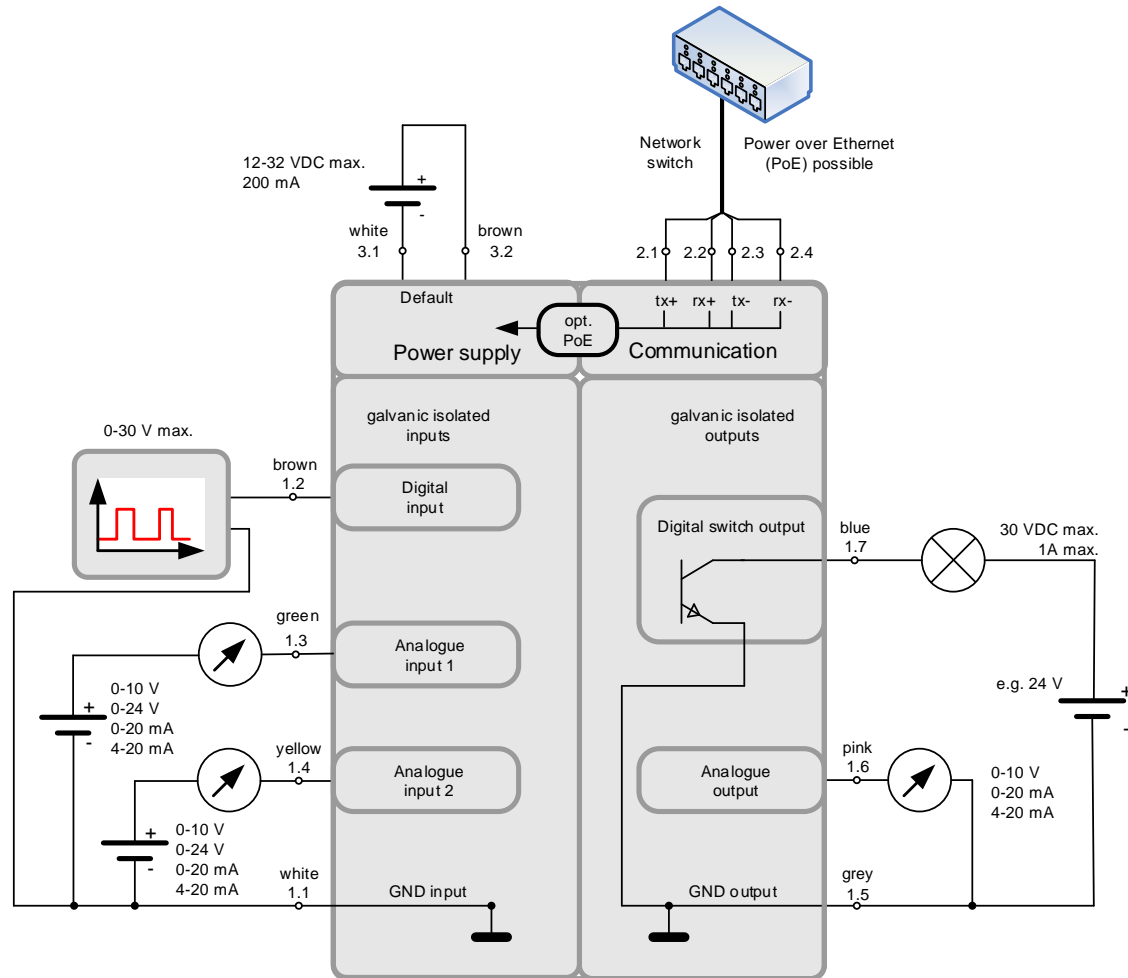 Network
switch
Power over Ethernet
(PoE) possible
12-32 VDC max.
200 mA
+
-
white
3.1
brown
3.2
2.1
2.2
2.3
2.4
Default
tx+
rx+
tx-
rx-
opt.
PoE
Power supply
Communication
galvanic isolated
inputs
galvanic isolated
outputs
0-30 V max.
brown
1.2
Digital
input
Digital switch output
blue
1.7
30 VDC max.
1A max.
green
1.3
Analogue
input 1
0-10 V
0-24 V
0-20 mA
4-20 mA
+
-
e.g. 24 V
+
-
yellow
1.4
Analogue
input 2
0-10 V
0-24 V
0-20 mA
4-20 mA
+
-
Analogue
output
pink
1.6
0-10 V
0-20 mA
4-20 mA
white
1.1
GND input
GND output
grey
1.5